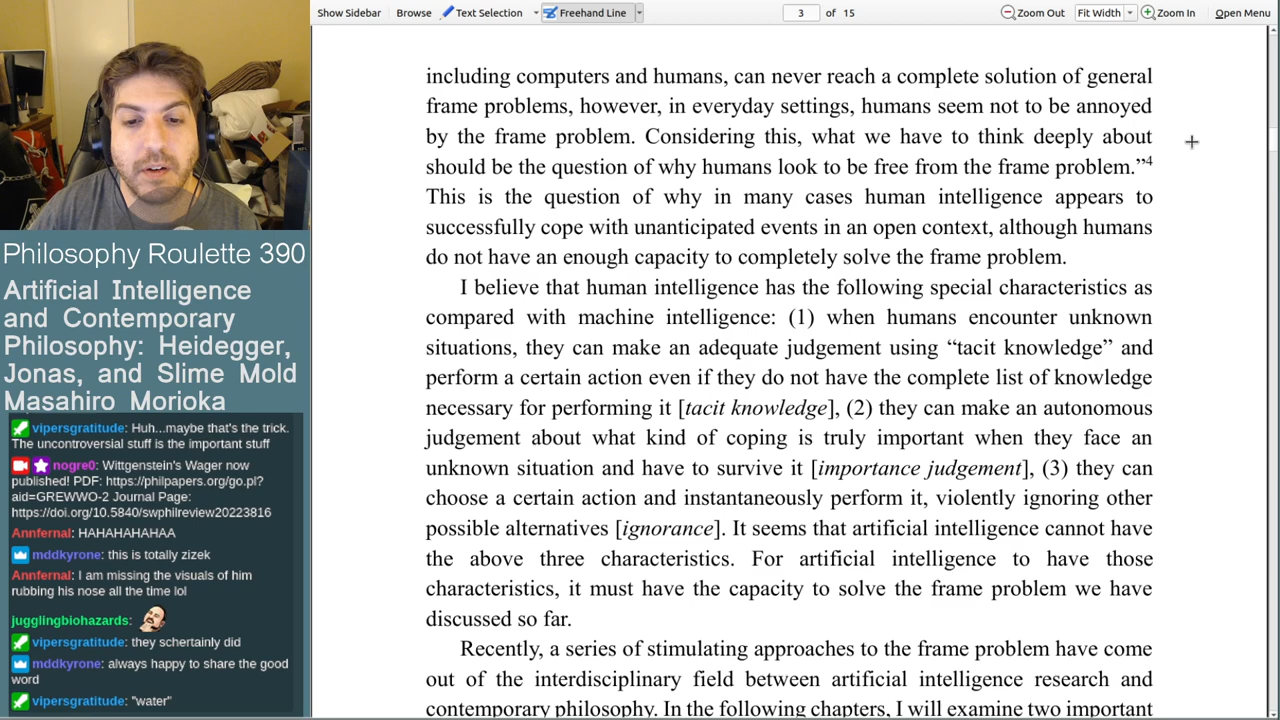 Show Sidebar Browse Text Selection Freehand Line 3 of 15 Zoom Out Fit Width Zoom In Open Menu
including computers and humans, can never reach a complete solution of general
frame problems, however, in everyday settings, humans seem not to be annoyed
by the frame problem. Considering this, what we have to think deeply about
should be the question of why humans look to be free from the frame problem.”4
This is the question of why in many cases human intelligence appears to
successfully cope with unanticipated events in an open context, although humans
do not have an enough capacity to completely solve the frame problem.
I believe that human intelligence has the following special characteristics as
compared with machine intelligence: (1) when humans encounter unknown
situations, they can make an adequate judgement using “tacit knowledge” and
perform a certain action even if they do not have the complete list of knowledge
necessary for performing it [tacit knowledge], (2) they can make an autonomous
judgement about what kind of coping is truly important when they face an
unknown situation and have to survive it [importance judgement], (3) they can
choose a certain action and instantaneously perform it, violently ignoring other
possible alternatives [ignorance]. It seems that artificial intelligence cannot have
the above three characteristics. For artificial intelligence to have those
characteristics, it must have the capacity to solve the frame problem we have
discussed so far.
Recently, a series of stimulating approaches to the frame problem have come
out of the interdisciplinary field between artificial intelligence research and
contemporary philosophy. In the following chapters, I will examine two important
Philosophy Roulette 390
Artificial Intelligence
and Contemporary
Philosophy: Heidegger,
Jonas, and Slime Mold
Masahiro Morioka
vipersgratitude: Huh...maybe that's the trick.
The uncontroversial stuff is the important stuff
nogre0: Wittgenstein's Wager now
published! PDF: https://philpapers.org/go.pl?
aid=GREWWO-2 Journal Page:
https://doi.org/10.5840/swphilreview20223816
Annfernal: HAHAHAHAHAA
mddkyrone: this is totally zizek
Annfernal: I am missing the visuals of him
rubbing his nose all the time lol
jugglingbiohazards:
vipersgratitude: they schertainly did
mddkyrone: always happy to share the good
word
vipersgratitude: "water"